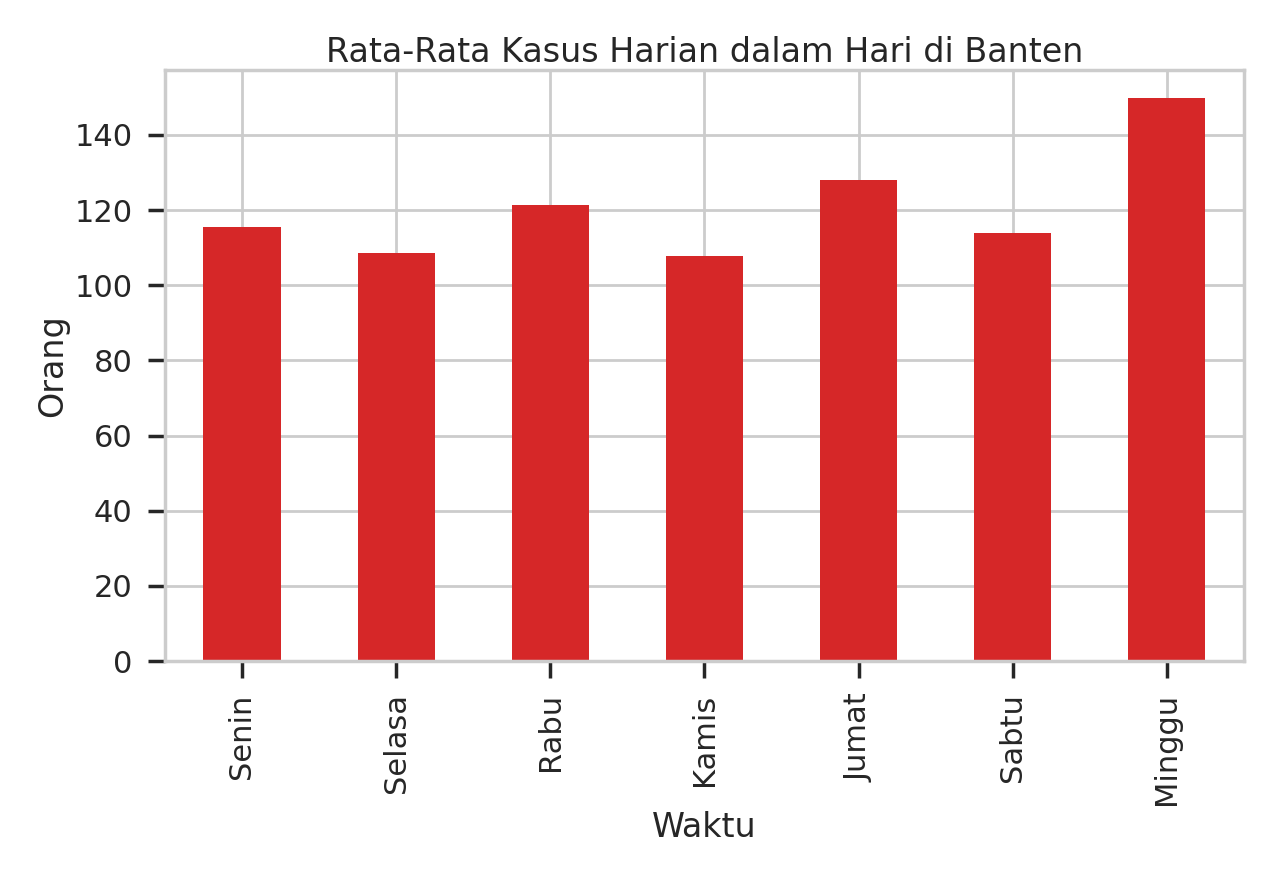 Rata-Rata Kasus Harian dalam Hari di Banten
Orang
140
120
100
80
60
40
20
0
Senin
Selasa
Rabu
Kamis
Jumat
Sabtu
Minggu
Waktu